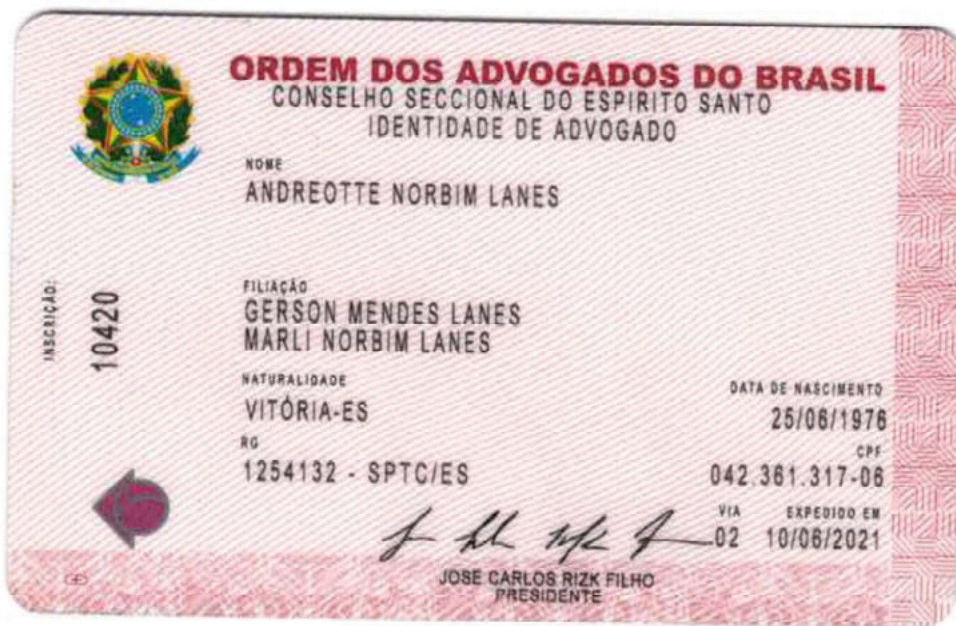 ORDEM DOS ADVOGADOS DO BRASIL
CONSELHO SECCIONAL DO ESPIRITO SANTO
IDENTIDADE DE ADVOGADO
NOME
ANDREOTTE NORBIM LANES
INSCRIÇÃO:
10420
FILIAÇÃO
GERSON MENDES LANES
MARLI NORBIM LANES
NATURALIDADE
VITÓRIA-ES
DATA DE NASCIMENTO
25/06/1976
RG
1254132 - SPTC/ES
CPF
042.361.317-06
VIA
02
EXPEDIDO EM
10/06/2021
JOSE CARLOS RIZK FILHO
PRESIDENTE